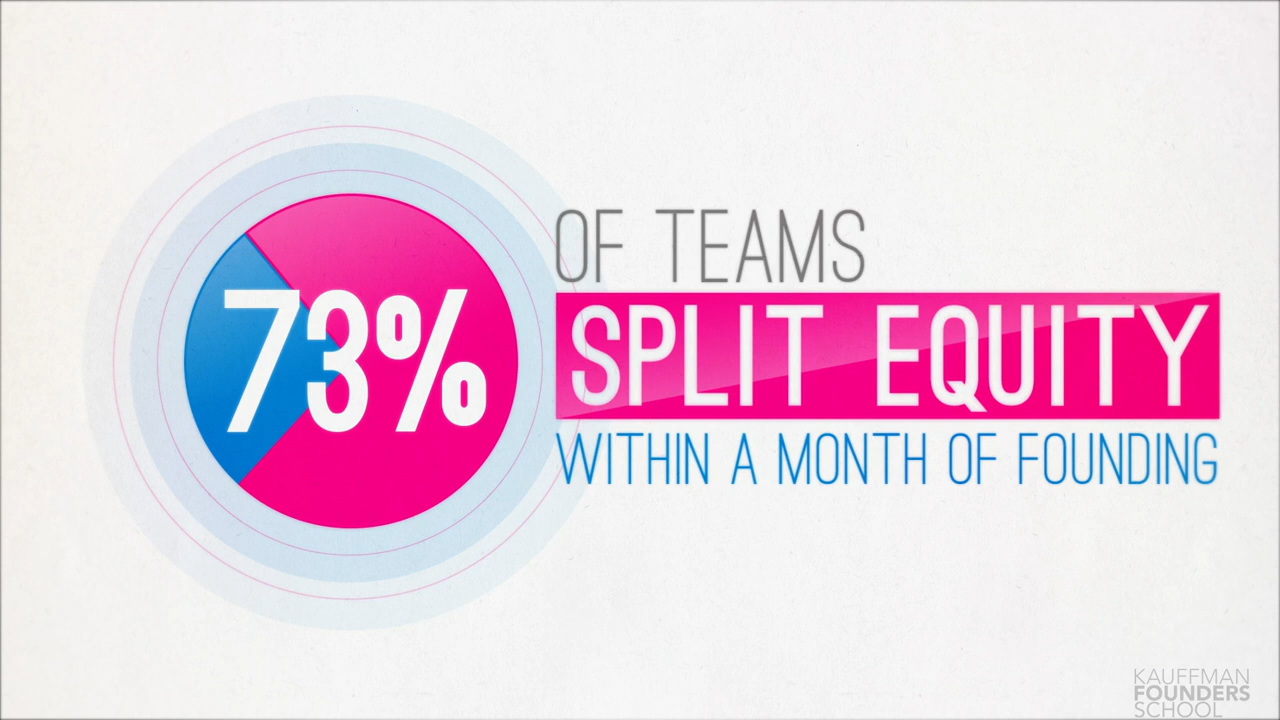 73%
OF TEAMS
SPLIT EQUITY
WITHIN A MONTH OF FOUNDING
KAUFFMAN
FOUNDERS
SCHOOL